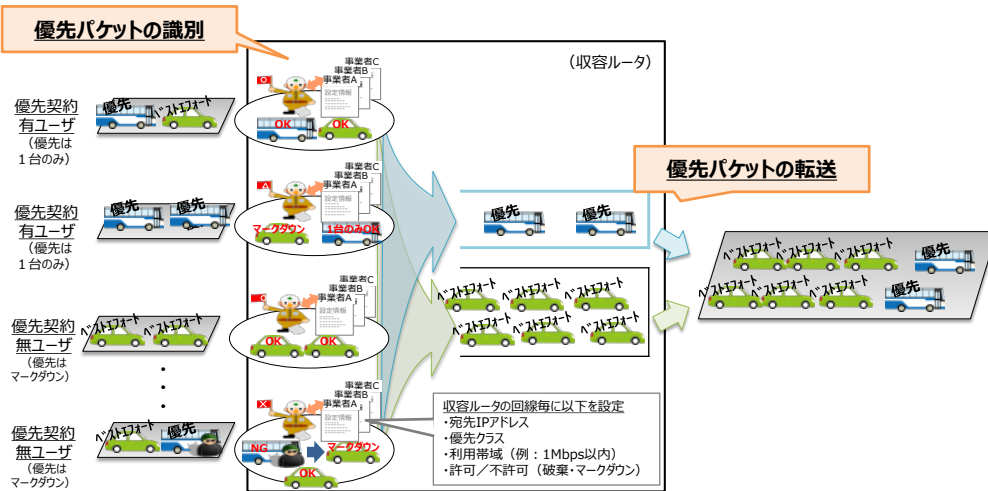 優先パケットの識別
(収容ルータ)
優先契約
有ユーザ
(優先は
1台のみ)
優先
ベストエフォート
事業者C
事業者B
事業者A
設定情報
OK
OK
優先契約
有ユーザ
(優先は
1台のみ)
優先
優先
事業者C
事業者B
事業者A
設定情報
マークダウン
1台のみOK
優先契約
無ユーザ
(優先は
マークダウン)
ベストエフォート
ベストエフォート
事業者C
事業者B
事業者A
設定情報
OK
OK
・
・
・
優先契約
無ユーザ
(優先は
マークダウン)
ベストエフォート
優先
事業者C
事業者B
事業者A
設定情報
NG
マークダウン
OK
優先パケットの転送
優先
優先
ベストエフォート
ベストエフォート
ベストエフォート
ベストエフォート
ベストエフォート
ベストエフォート
ベストエフォート
ベストエフォート
ベストエフォート
優先
ベストエフォート
ベストエフォート
ベストエフォート
優先
収容ルータの回線毎に以下を設定
・宛先IPアドレス
・優先クラス
・利用帯域(例:1Mbps以内)
・許可/不許可(破棄・マークダウン)